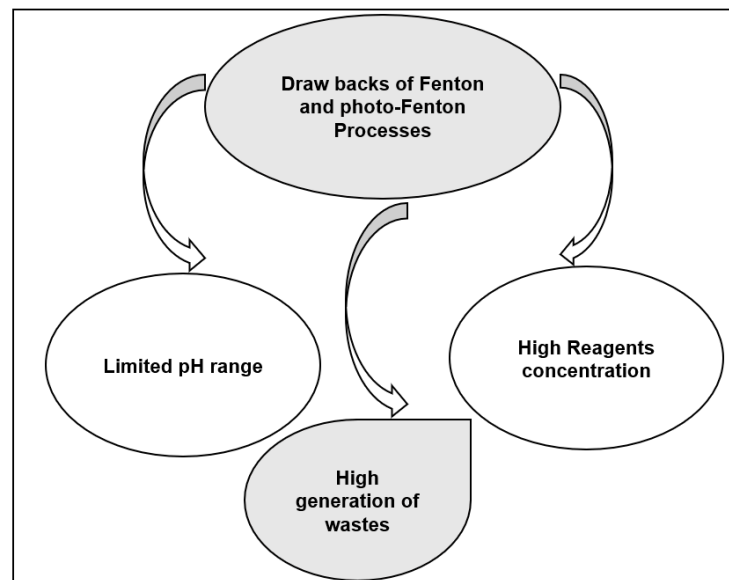 Draw backs of Fenton
and photo-Fenton
Processes
Limited pH range
High Reagents
concentration
High
generation of
wastes